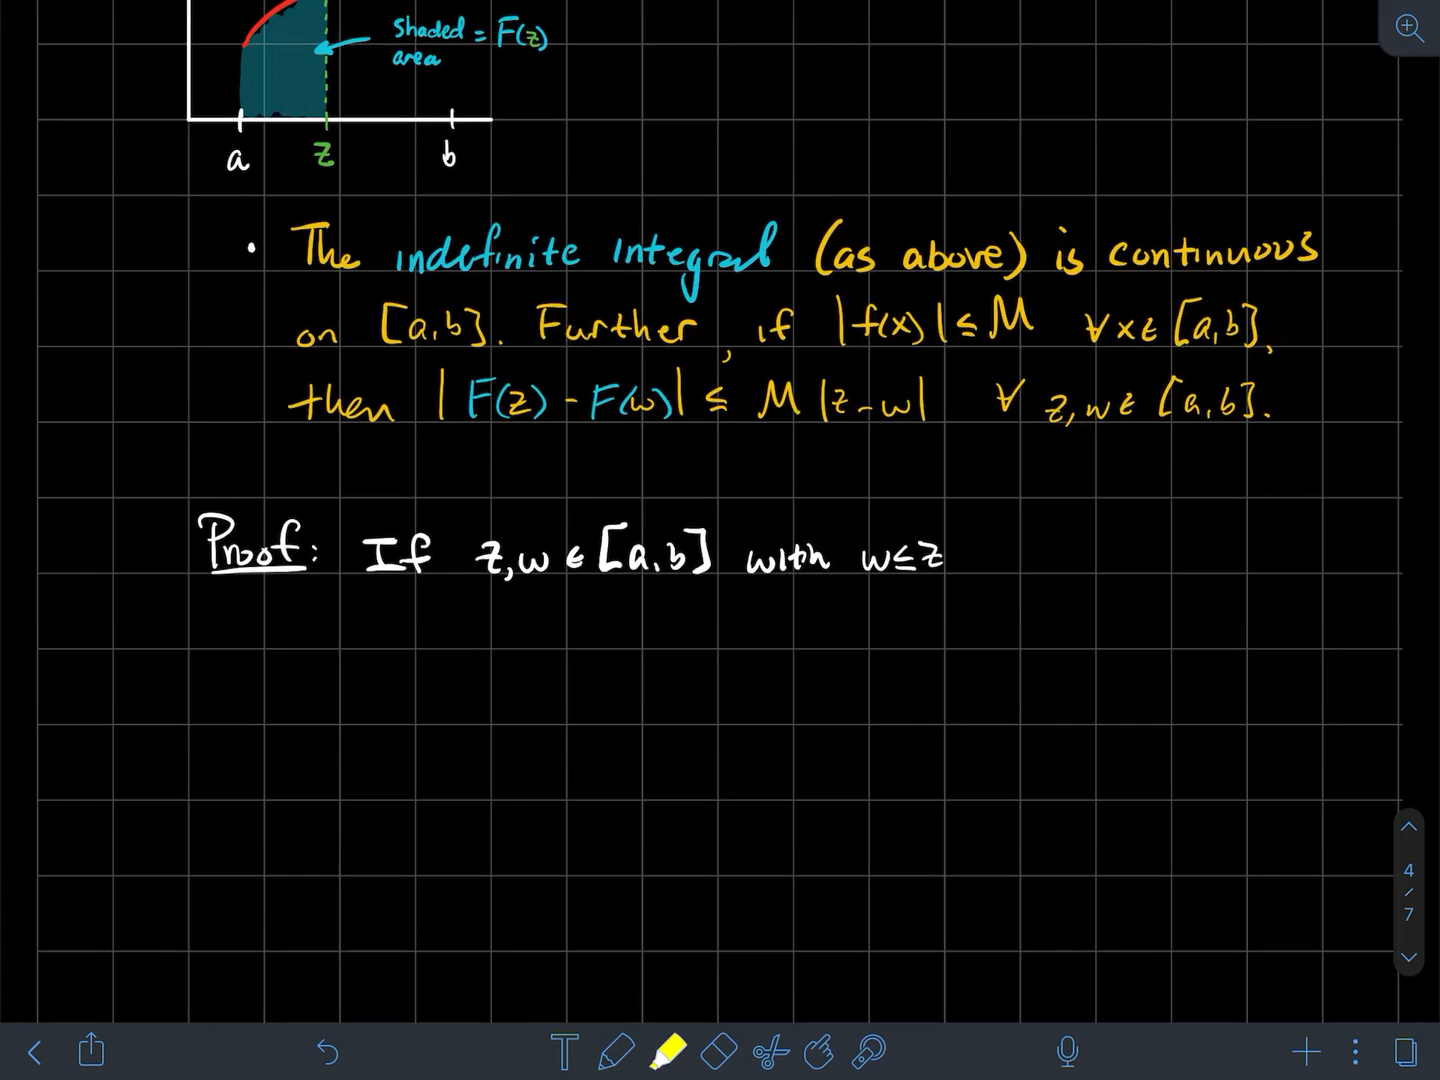 shaded = F(z)
area
a z b
• The indefinite integral (as above) is continuous
on [a,b]. Further, if |f(x)| ≤ M ∀x∈ [a,b],
then | F(z) - F(w)| ≤ M |z-w| ∀ z,w∈ [a,b].
Proof: If z,w ∈ [a,b] with w≤z
4
/
7